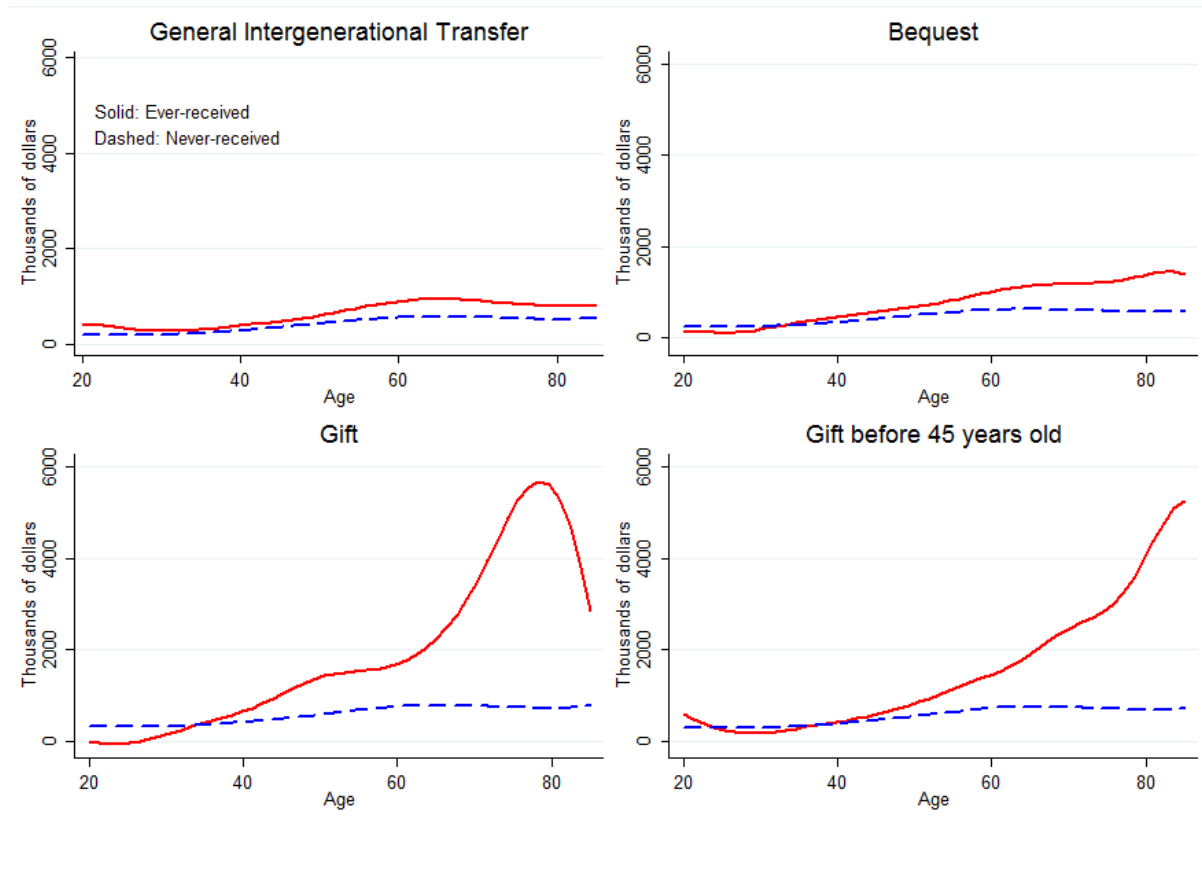 General Intergenerational Transfer
Thousands of dollars
6000
4000
2000
0
Solid: Ever-received
Dashed: Never-received
20 40 60 80
Age
Bequest
Thousands of dollars
6000
4000
2000
0
20 40 60 80
Age
Gift
Thousands of dollars
6000
4000
2000
0
20 40 60 80
Age
Gift before 45 years old
Thousands of dollars
6000
4000
2000
0
20 40 60 80
Age